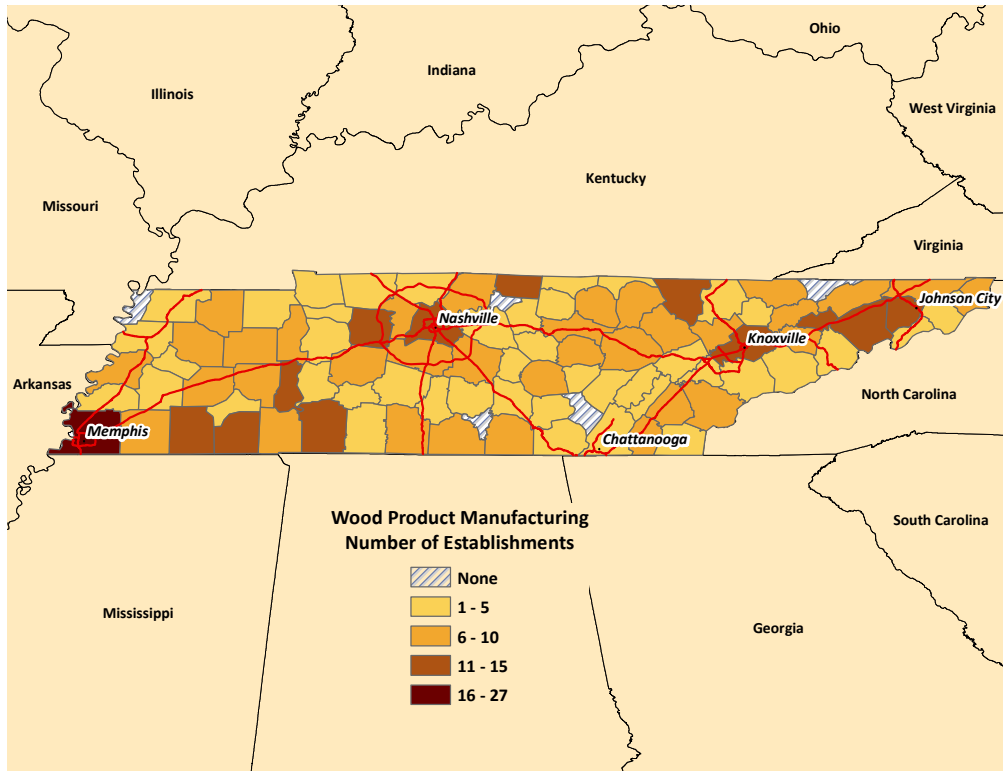 Ohio
Indiana
Illinois
West Virginia
Kentucky
Missouri
Virginia
Johnson City
Nashville
Knoxville
Arkansas
North Carolina
Memphis
Chattanooga
South Carolina
Wood Product Manufacturing
Number of Establishments
None
1 - 5
6 - 10
11 - 15
16 - 27
Mississippi
Georgia